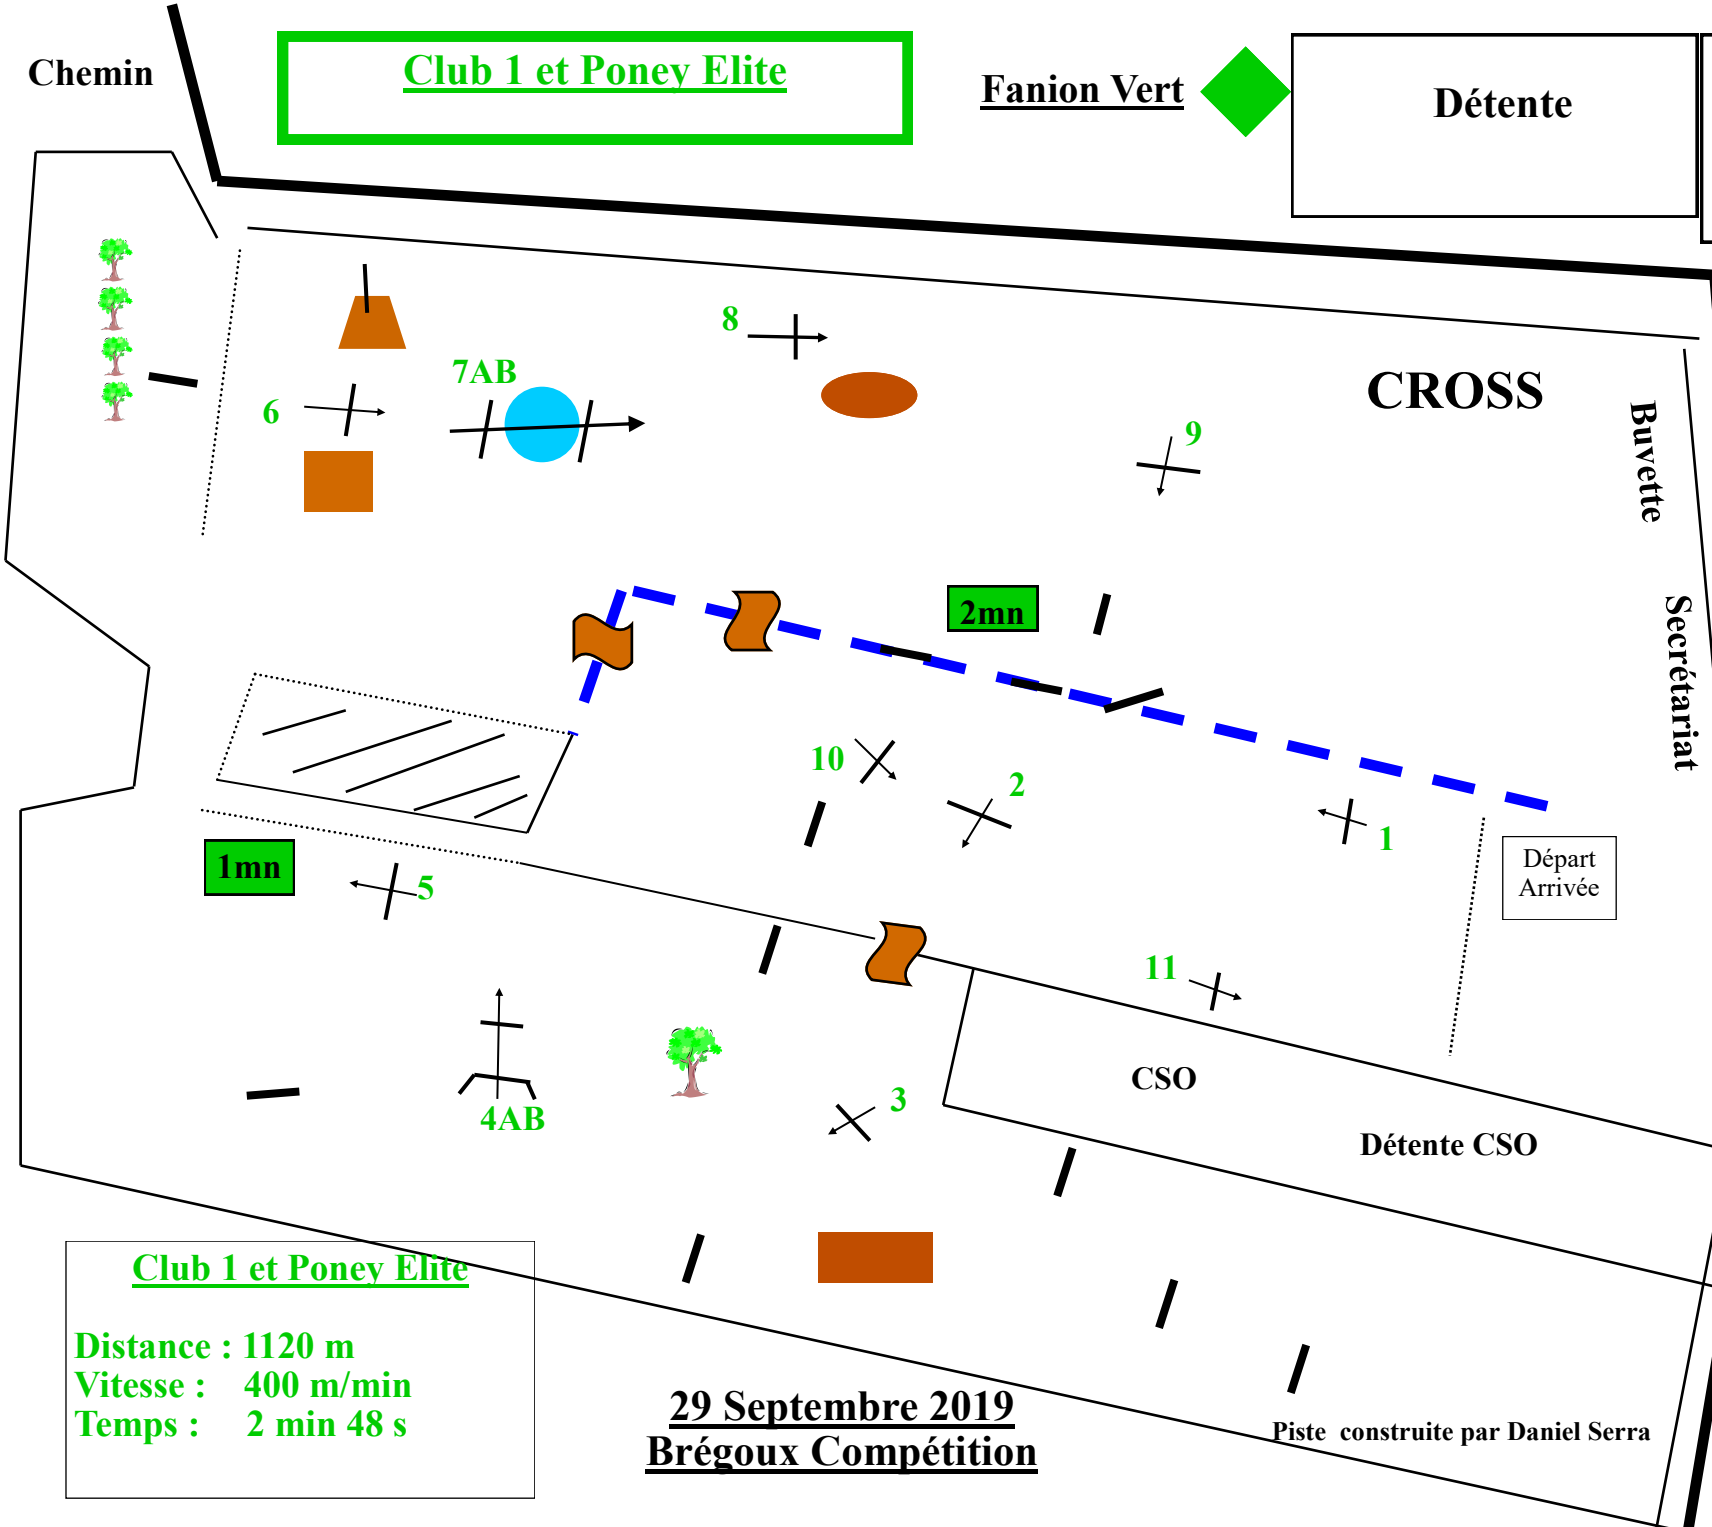 Chemin
Club 1 et Poney Elite
Fanion Vert
Détente
8
7AB
6
CROSS
9
Buvette
2mn
Secrétariat
10
2
1
Départ
Arrivée
1mn
5
11
CSO
3
4AB
Détente CSO
Club 1 et Poney Elite
Distance : 1120 m
Vitesse : 400 m/min
Temps : 2 min 48 s
29 Septembre 2019
Brégoux Compétition
Piste construite par Daniel Serra